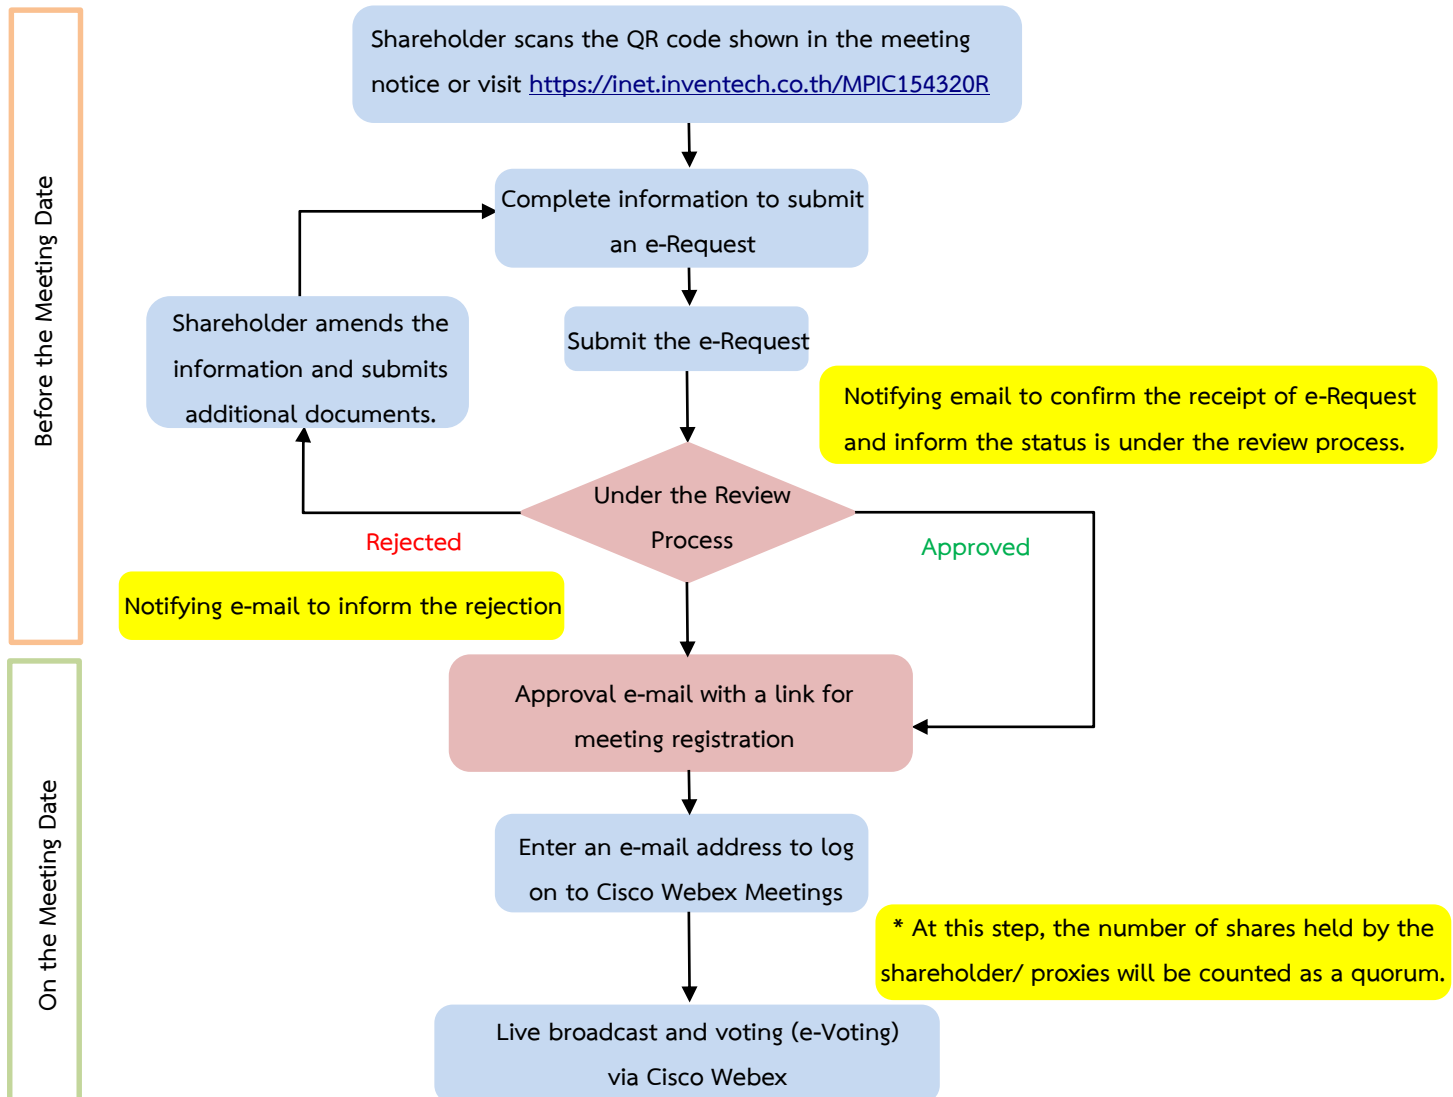 Shareholder scans the QR code shown in the meeting
notice or visit https://inet.inventech.co.th/MPIC154320R
Before the Meeting Date
Complete information to submit
an e-Request
Shareholder amends the
information and submits
additional documents.
Submit the e-Request
Notifying email to confirm the receipt of e-Request
and inform the status is under the review process.
Under the Review
Process
Rejected
Approved
Notifying e-mail to inform the rejection
On the Meeting Date
Approval e-mail with a link for
meeting registration
Enter an e-mail address to log
on to Cisco Webex Meetings
* At this step, the number of shares held by the
shareholder/ proxies will be counted as a quorum.
Live broadcast and voting (e-Voting)
via Cisco Webex